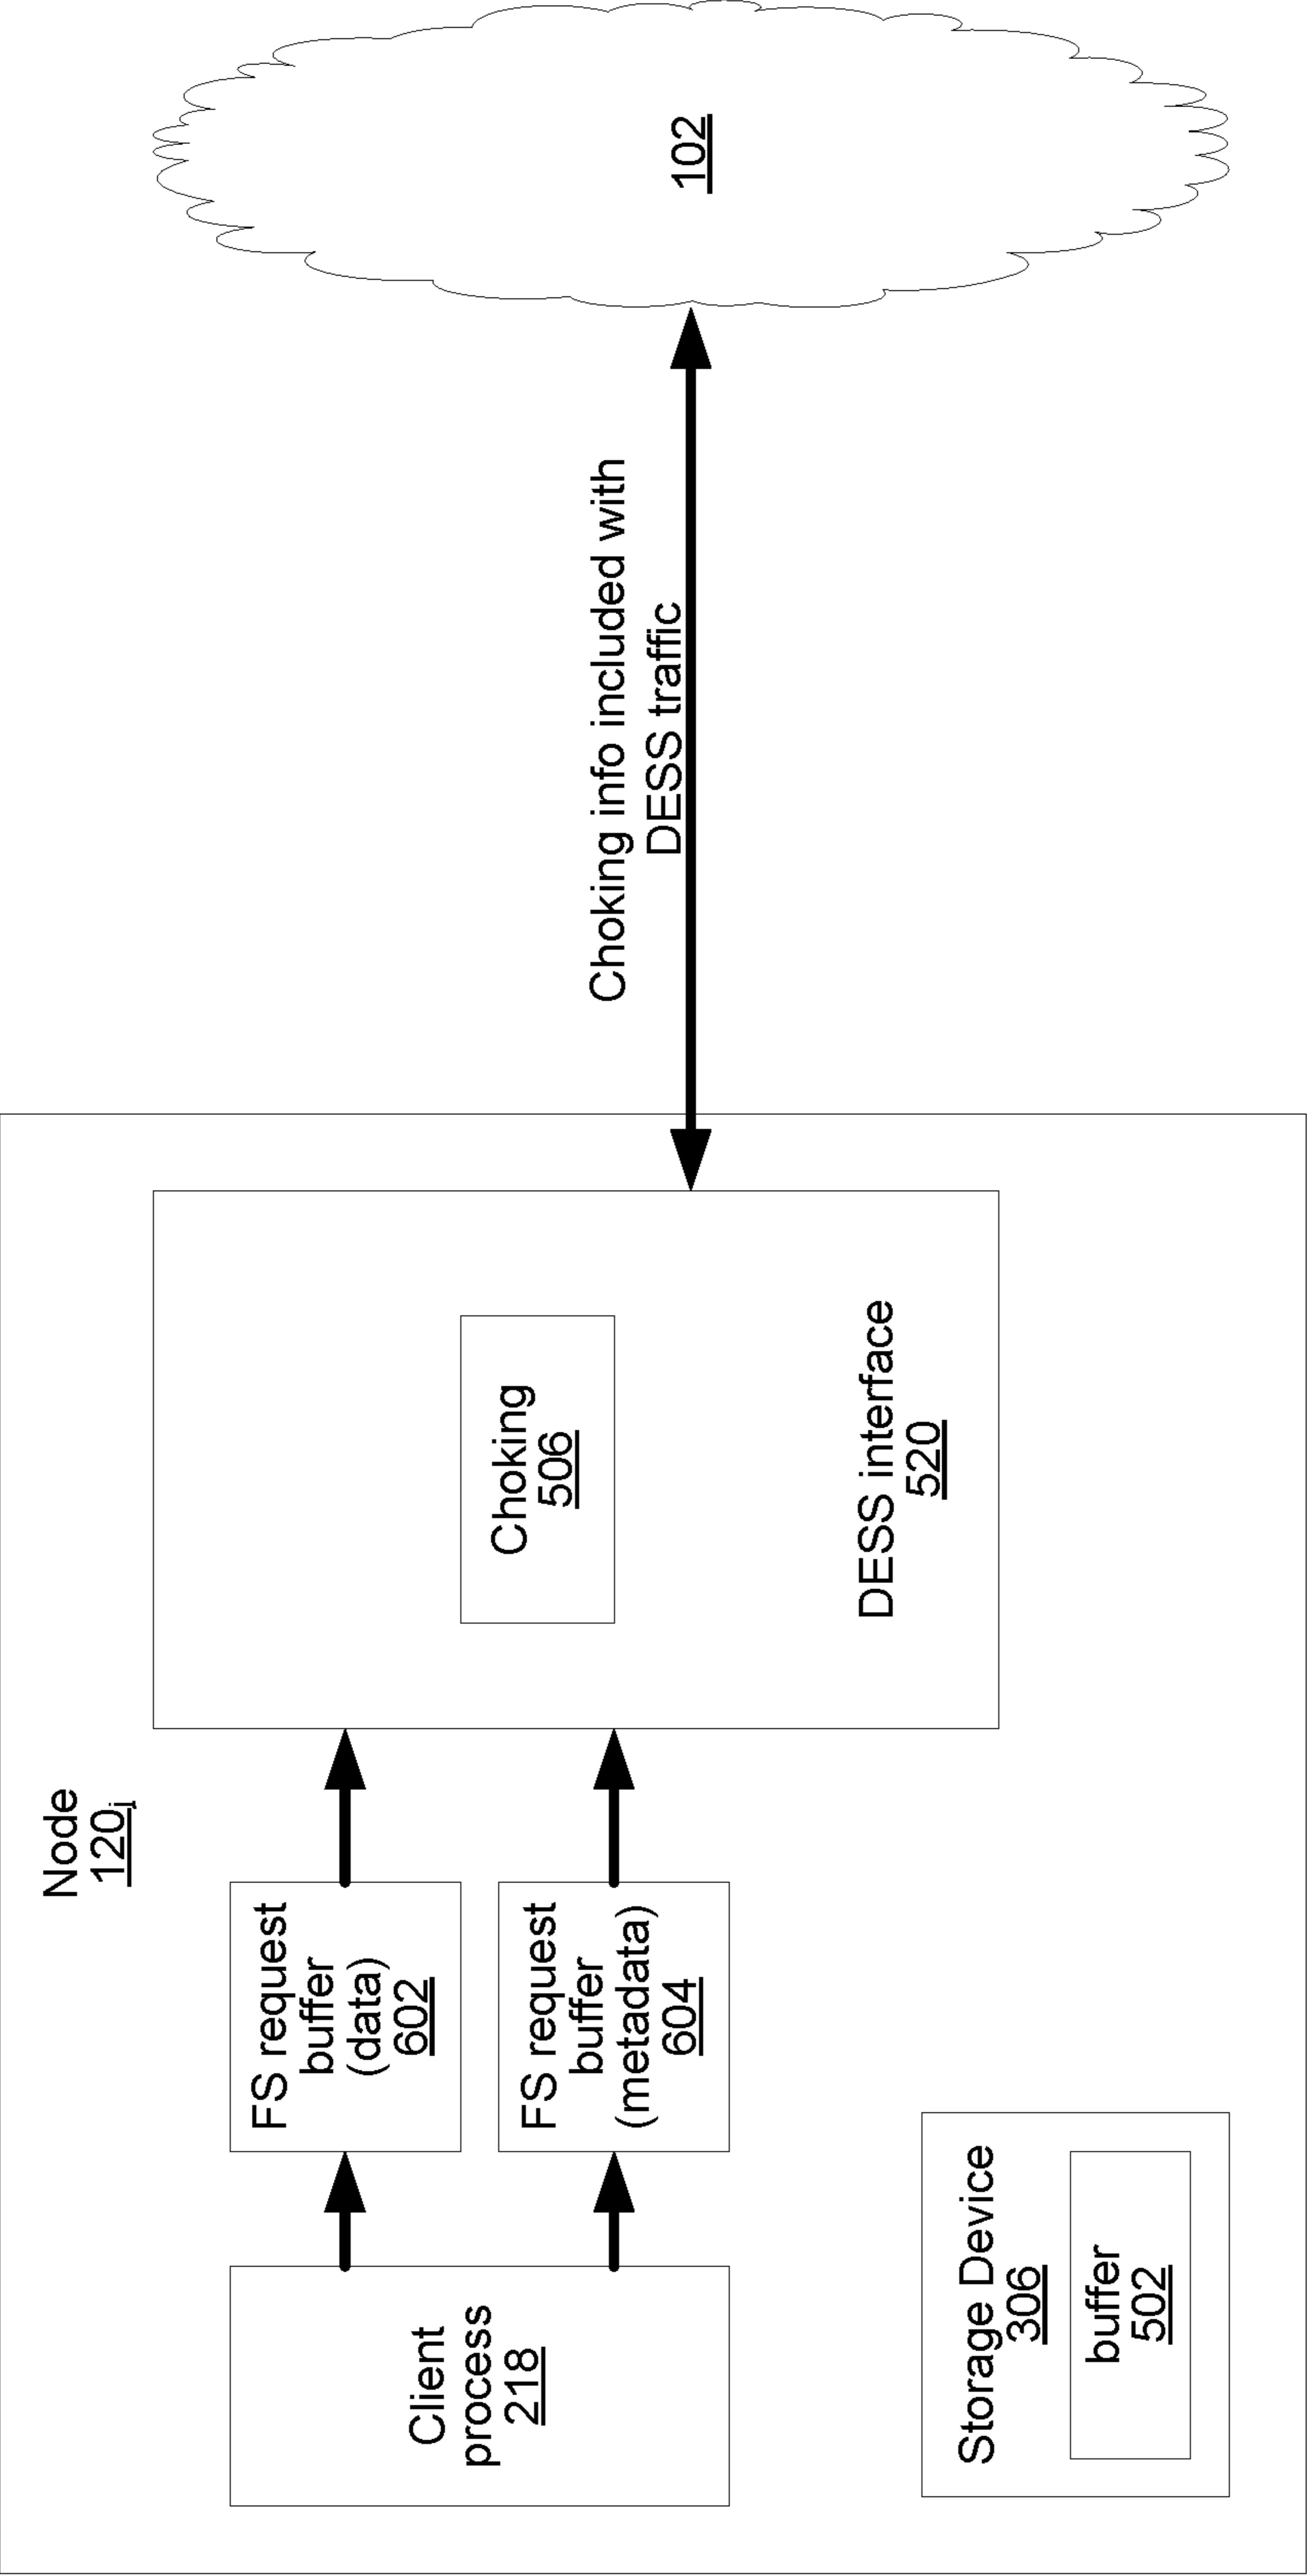 Node
120j
Client
process
218
FS request
buffer
(data)
602
FS request
buffer
(metadata)
604
Choking
506
DESS interface
520
Choking info included with
DESS traffic
102
Storage Device
306
buffer
502